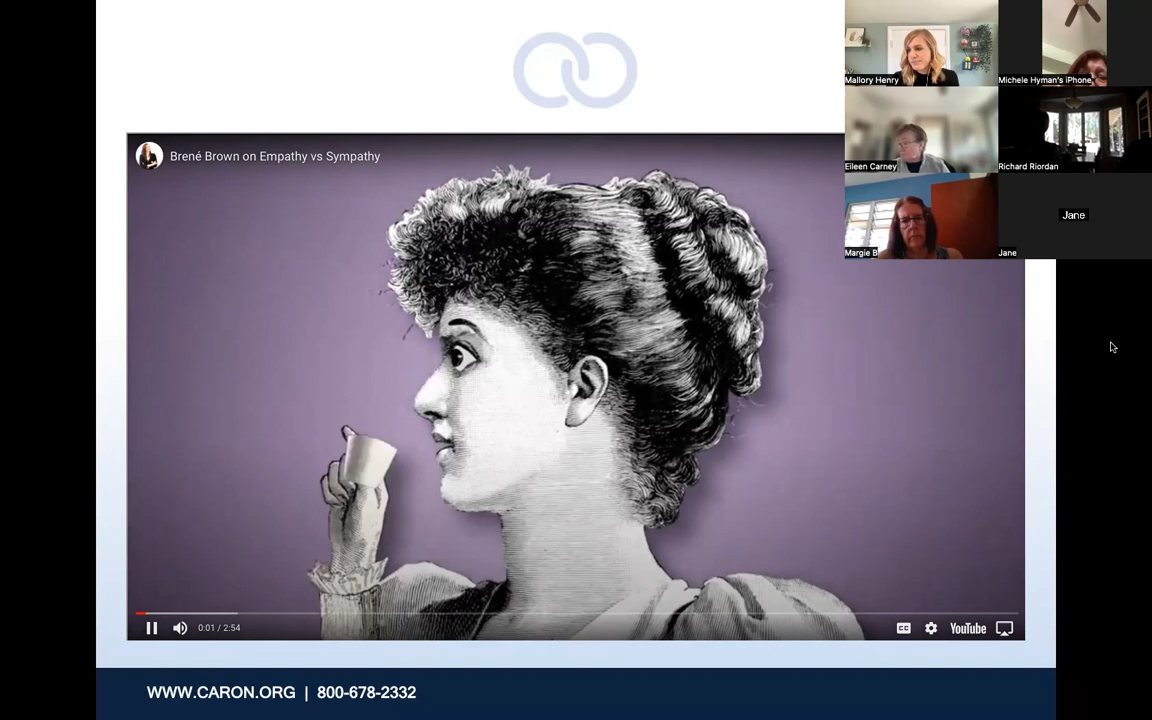 Brené Brown on Empathy vs Sympathy
Mallory Henry
Michele Hyman's iPhone
Eileen Carney
Richard Riordan
Margie B
Jane
Jane
0:01 / 2:54
CC
YouTube
WWW.CARON.ORG | 800-678-2332